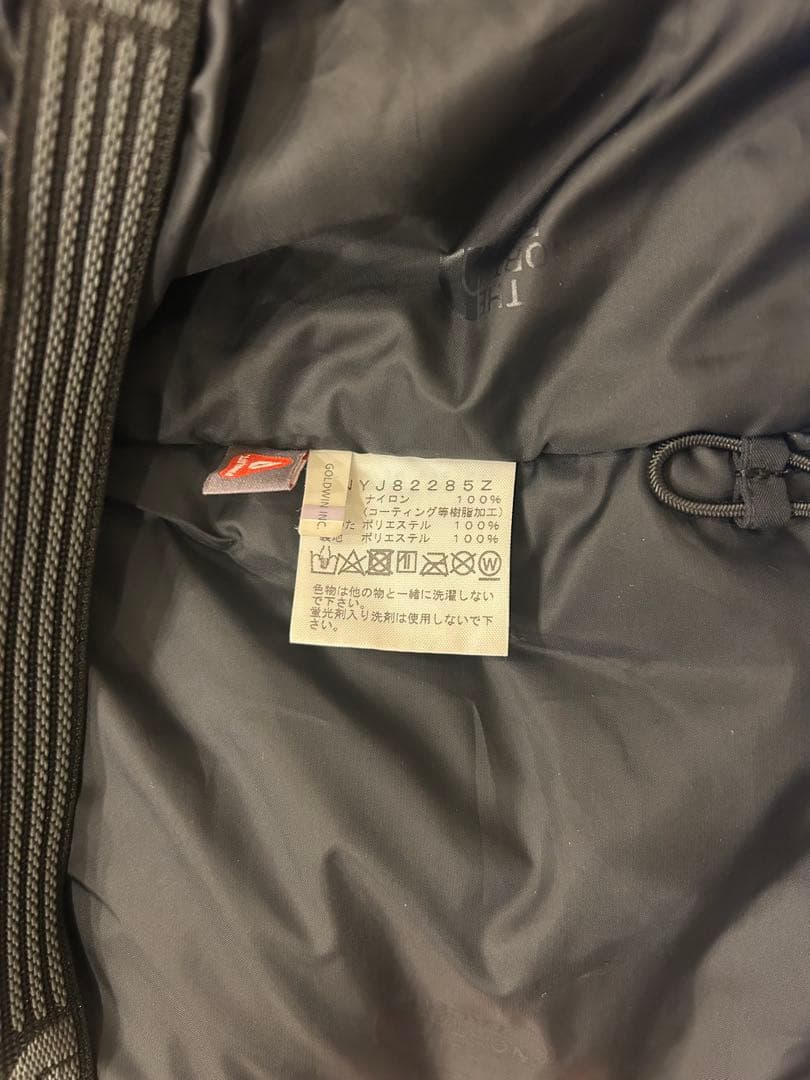 THE
GOLDWIN INC
NYJ82285Z
ナイロン 100%
(コーティング等樹脂加工)
た ポリエステル 100%
裏地 ポリエステル 100%
W
色物は他の物と一緒に洗濯しない
で下さい。
蛍光剤入り洗剤は使用しないで下
さい。